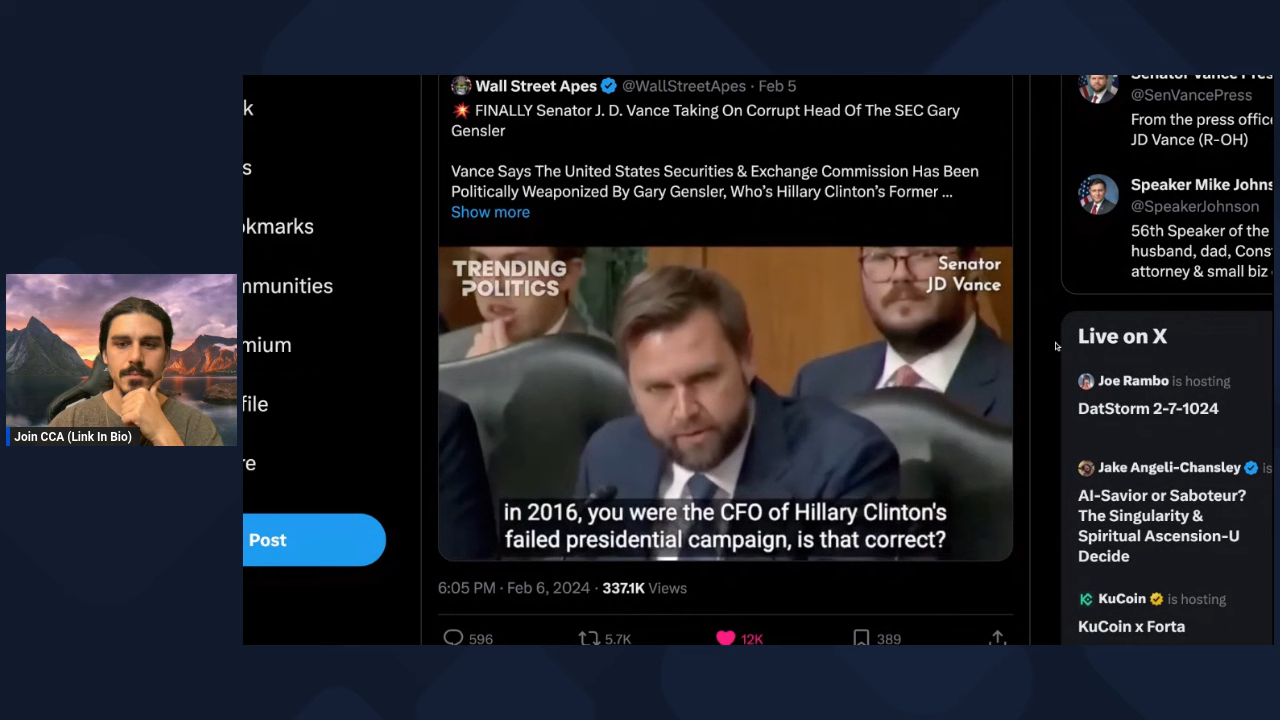 Wall Street Apes @WallStreetApes · Feb 5
💥 FINALLY Senator J. D. Vance Taking On Corrupt Head Of The SEC Gary
Gensler
Vance Says The United States Securities & Exchange Commission Has Been
Politically Weaponized By Gary Gensler, Who's Hillary Clinton's Former ...
Show more
TRENDING
POLITICS
Senator
JD Vance
in 2016, you were the CFO of Hillary Clinton's
failed presidential campaign, is that correct?
6:05 PM · Feb 6, 2024 · 337.1K Views
596 5.7K 12K 389
k
s
okmarks
mmunities
mium
file
re
Post
Join CCA (Link In Bio)
Senator Vance Pres
@SenVancePress
From the press office
JD Vance (R-OH)
Speaker Mike Johns
@SpeakerJohnson
56th Speaker of the
husband, dad, Cons
attorney & small biz
Live on X
Joe Rambo is hosting
DatStorm 2-7-1024
Jake Angeli-Chansley is
AI-Savior or Saboteur?
The Singularity &
Spiritual Ascension-U
Decide
KuCoin is hosting
KuCoin x Forta